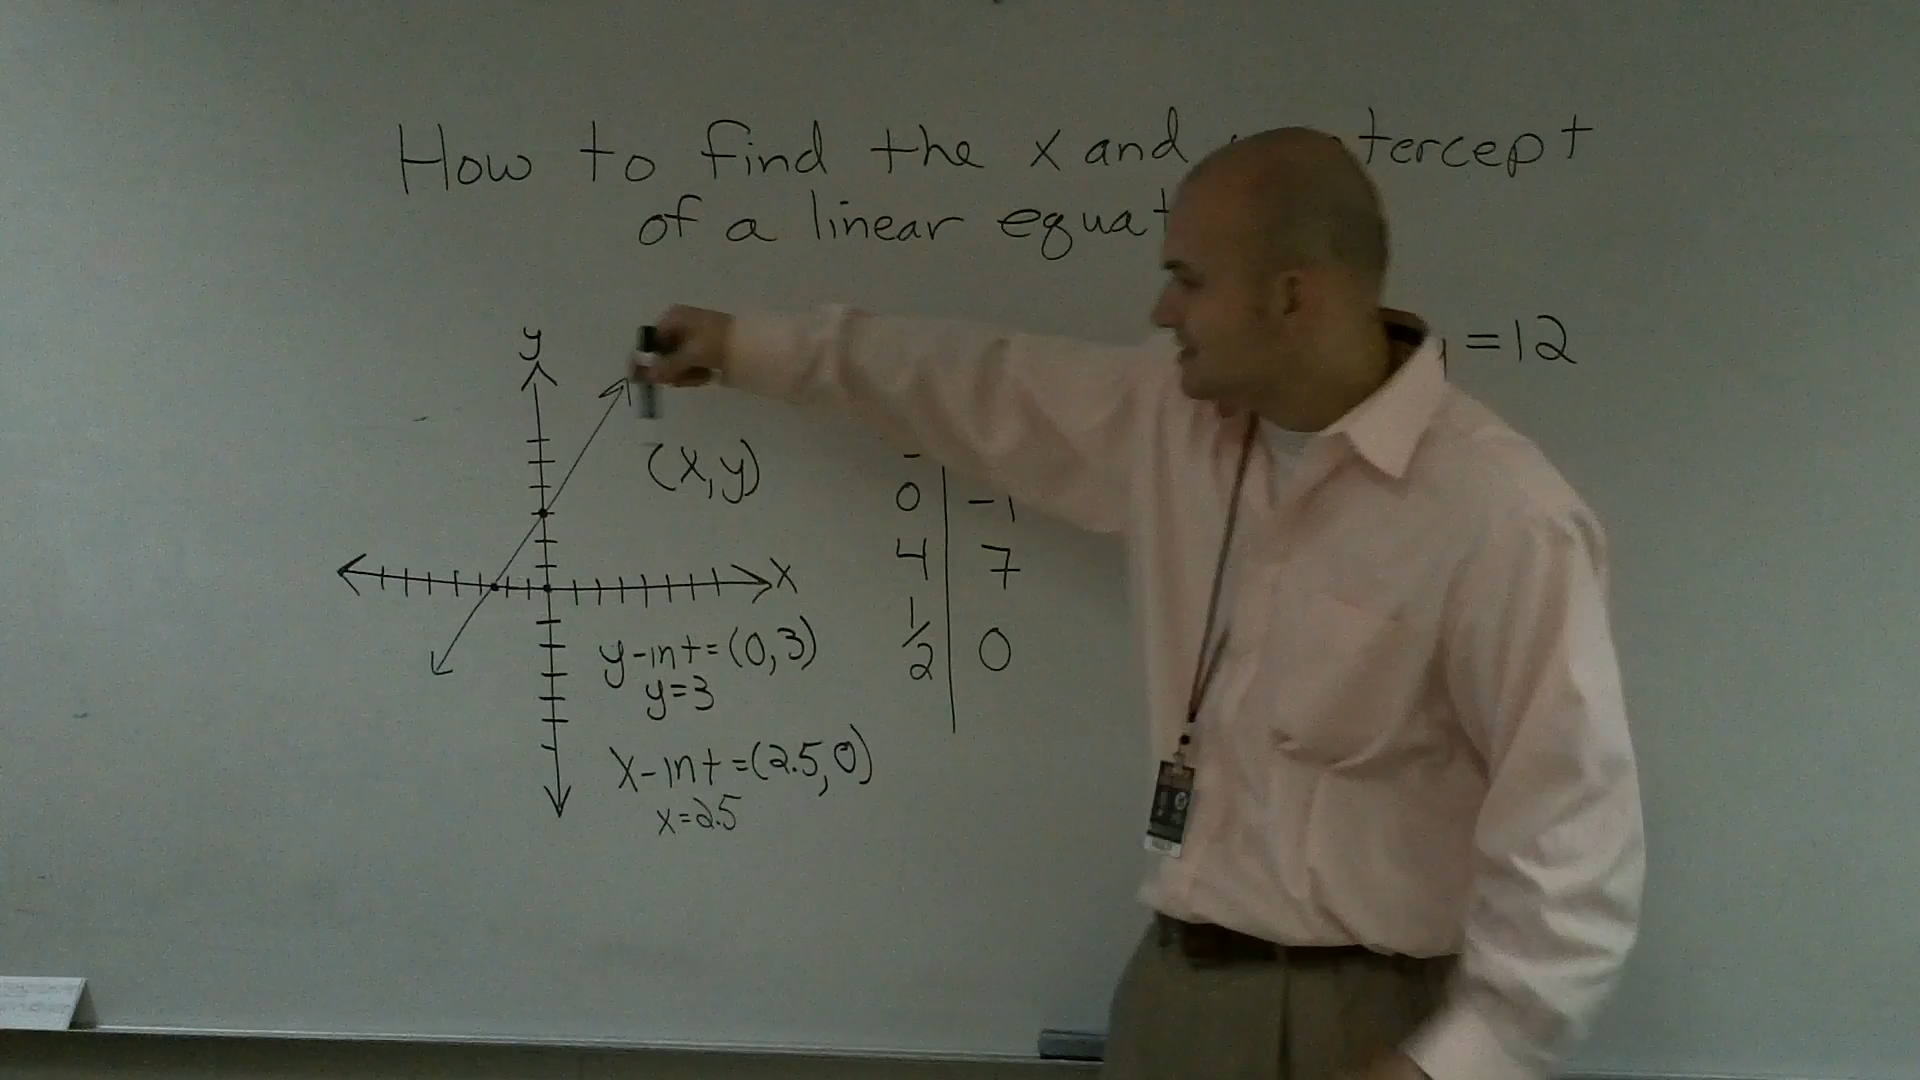 How to find the x and tercept
of a linear equat
y
=12
(x,y)
0 -1
4 7
x
1/2 0
y-int=(0,3)
y=3
x-int=(2.5,0)
x=2.5